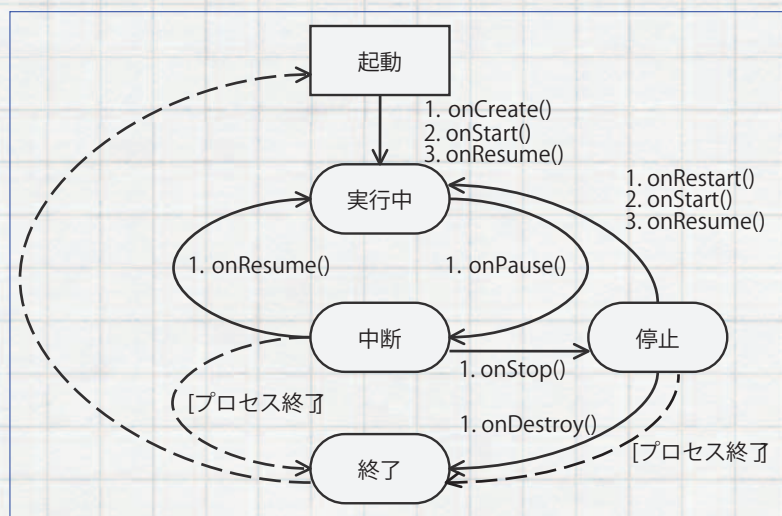 起動
1. onCreate()
2. onStart()
3. onResume()
実行中
1. onRestart()
2. onStart()
3. onResume()
1. onResume()
1. onPause()
中断
停止
1. onStop()
[プロセス終了]
1. onDestroy()
[プロセス終了]
終了